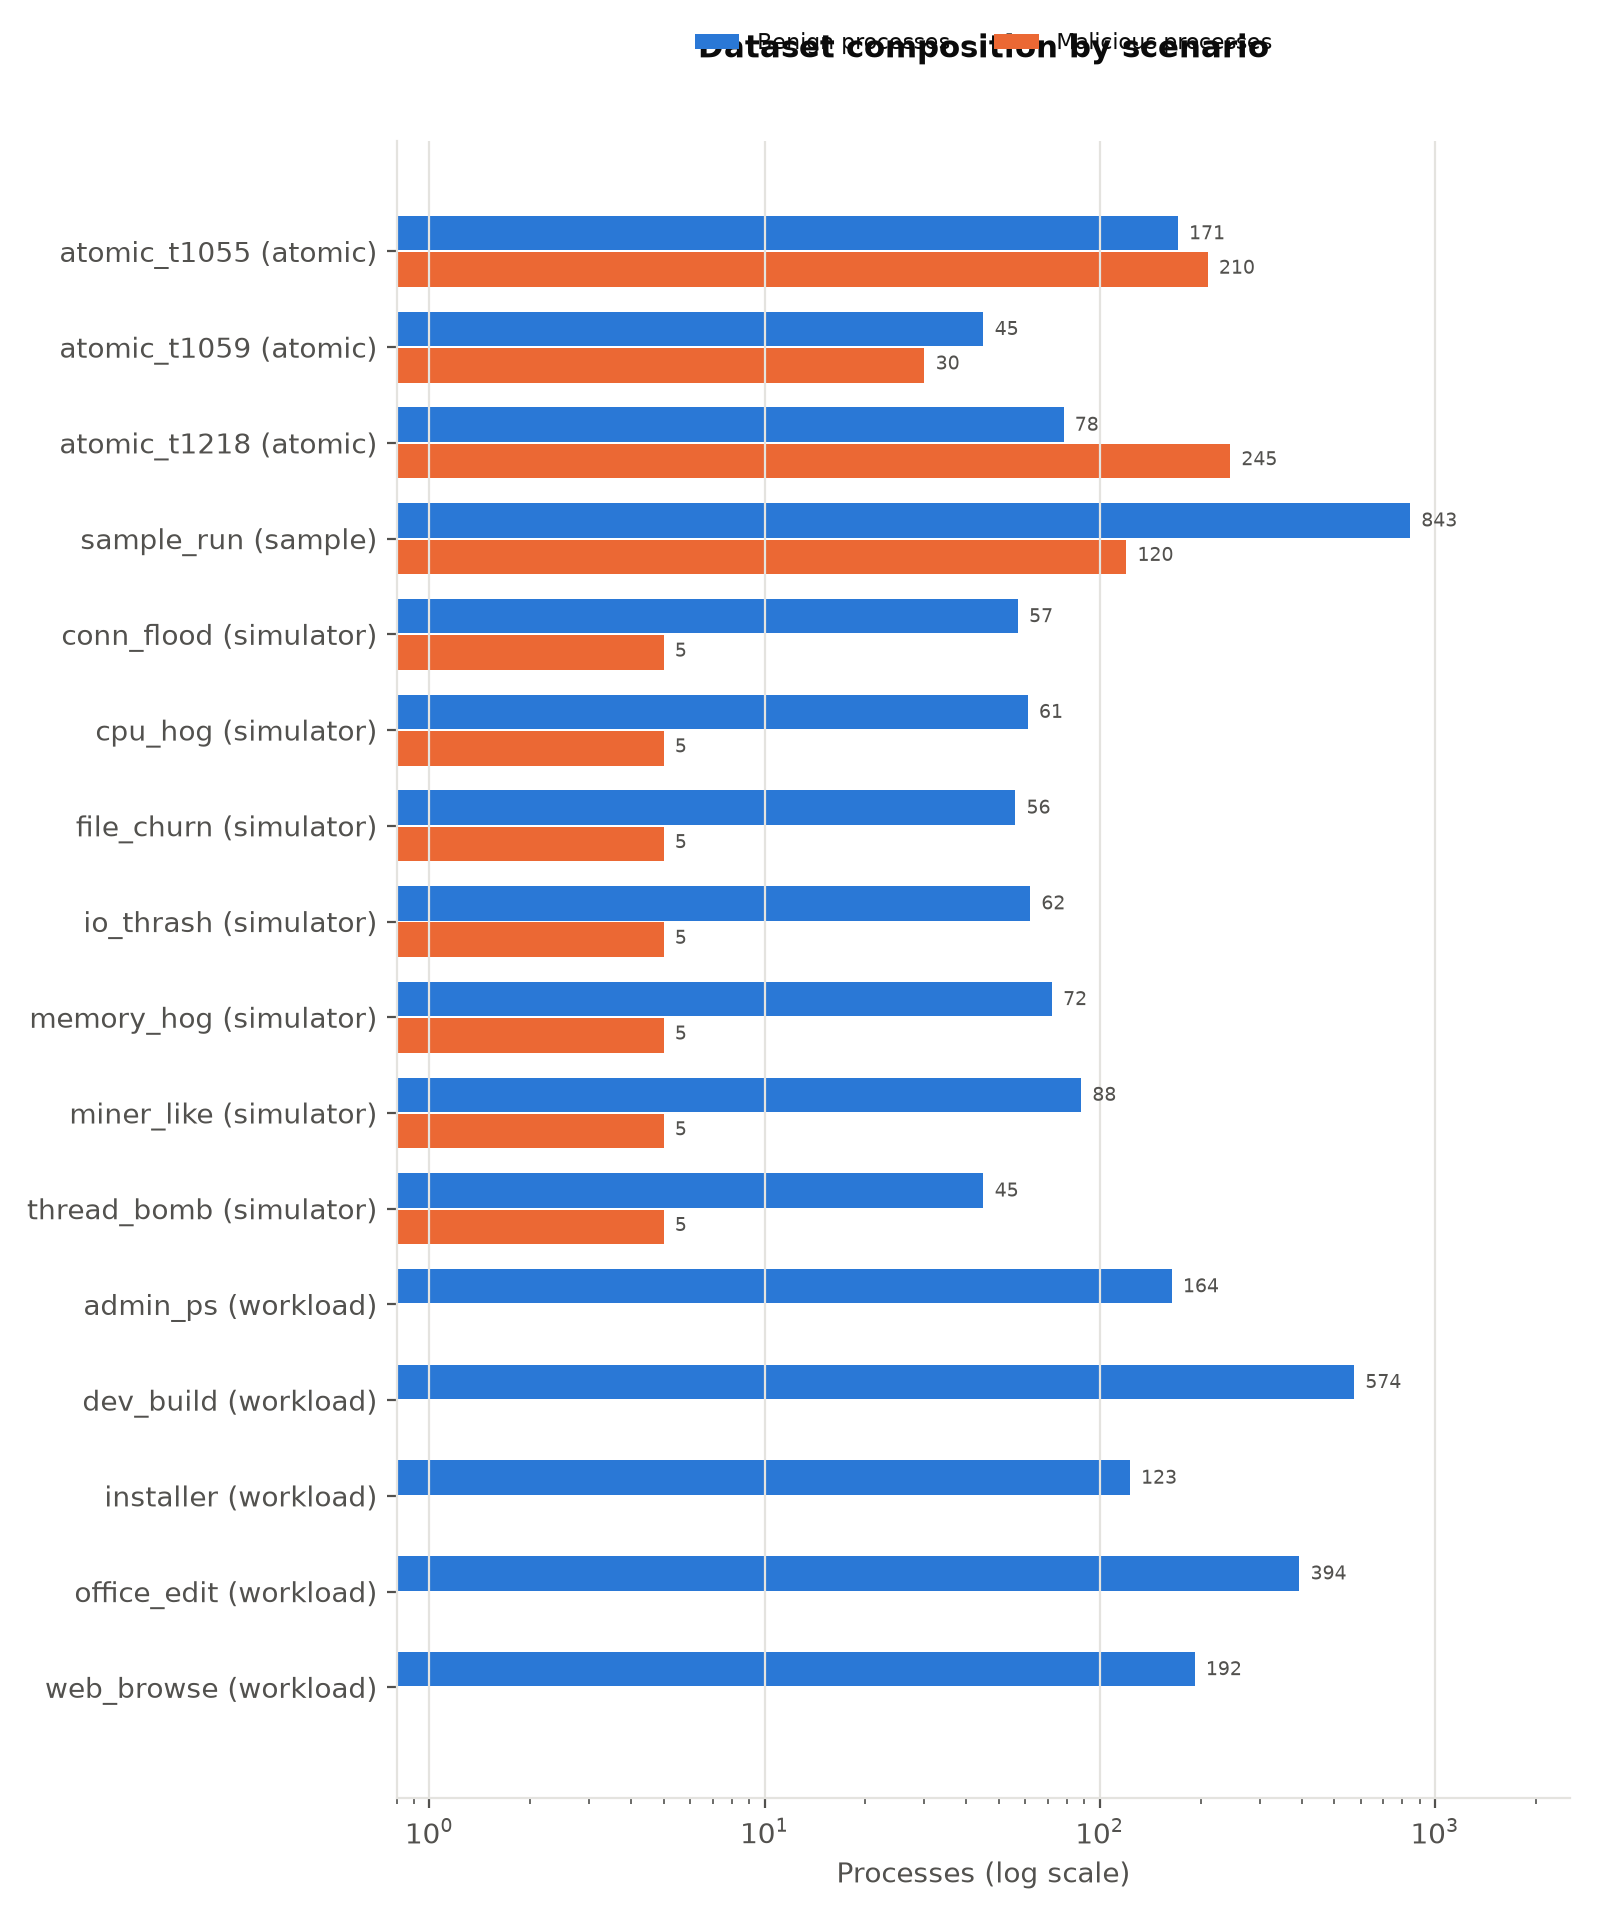 Benign processes Malicious processes
Dataset composition by scenario
atomic_t1055 (atomic)
171
210
atomic_t1059 (atomic)
45
30
atomic_t1218 (atomic)
78
245
sample_run (sample)
843
120
conn_flood (simulator)
57
5
cpu_hog (simulator)
61
5
file_churn (simulator)
56
5
io_thrash (simulator)
62
5
memory_hog (simulator)
72
5
miner_like (simulator)
88
5
thread_bomb (simulator)
45
5
admin_ps (workload)
164
dev_build (workload)
574
installer (workload)
123
office_edit (workload)
394
web_browse (workload)
192
10⁰ 10¹ 10² 10³
Processes (log scale)